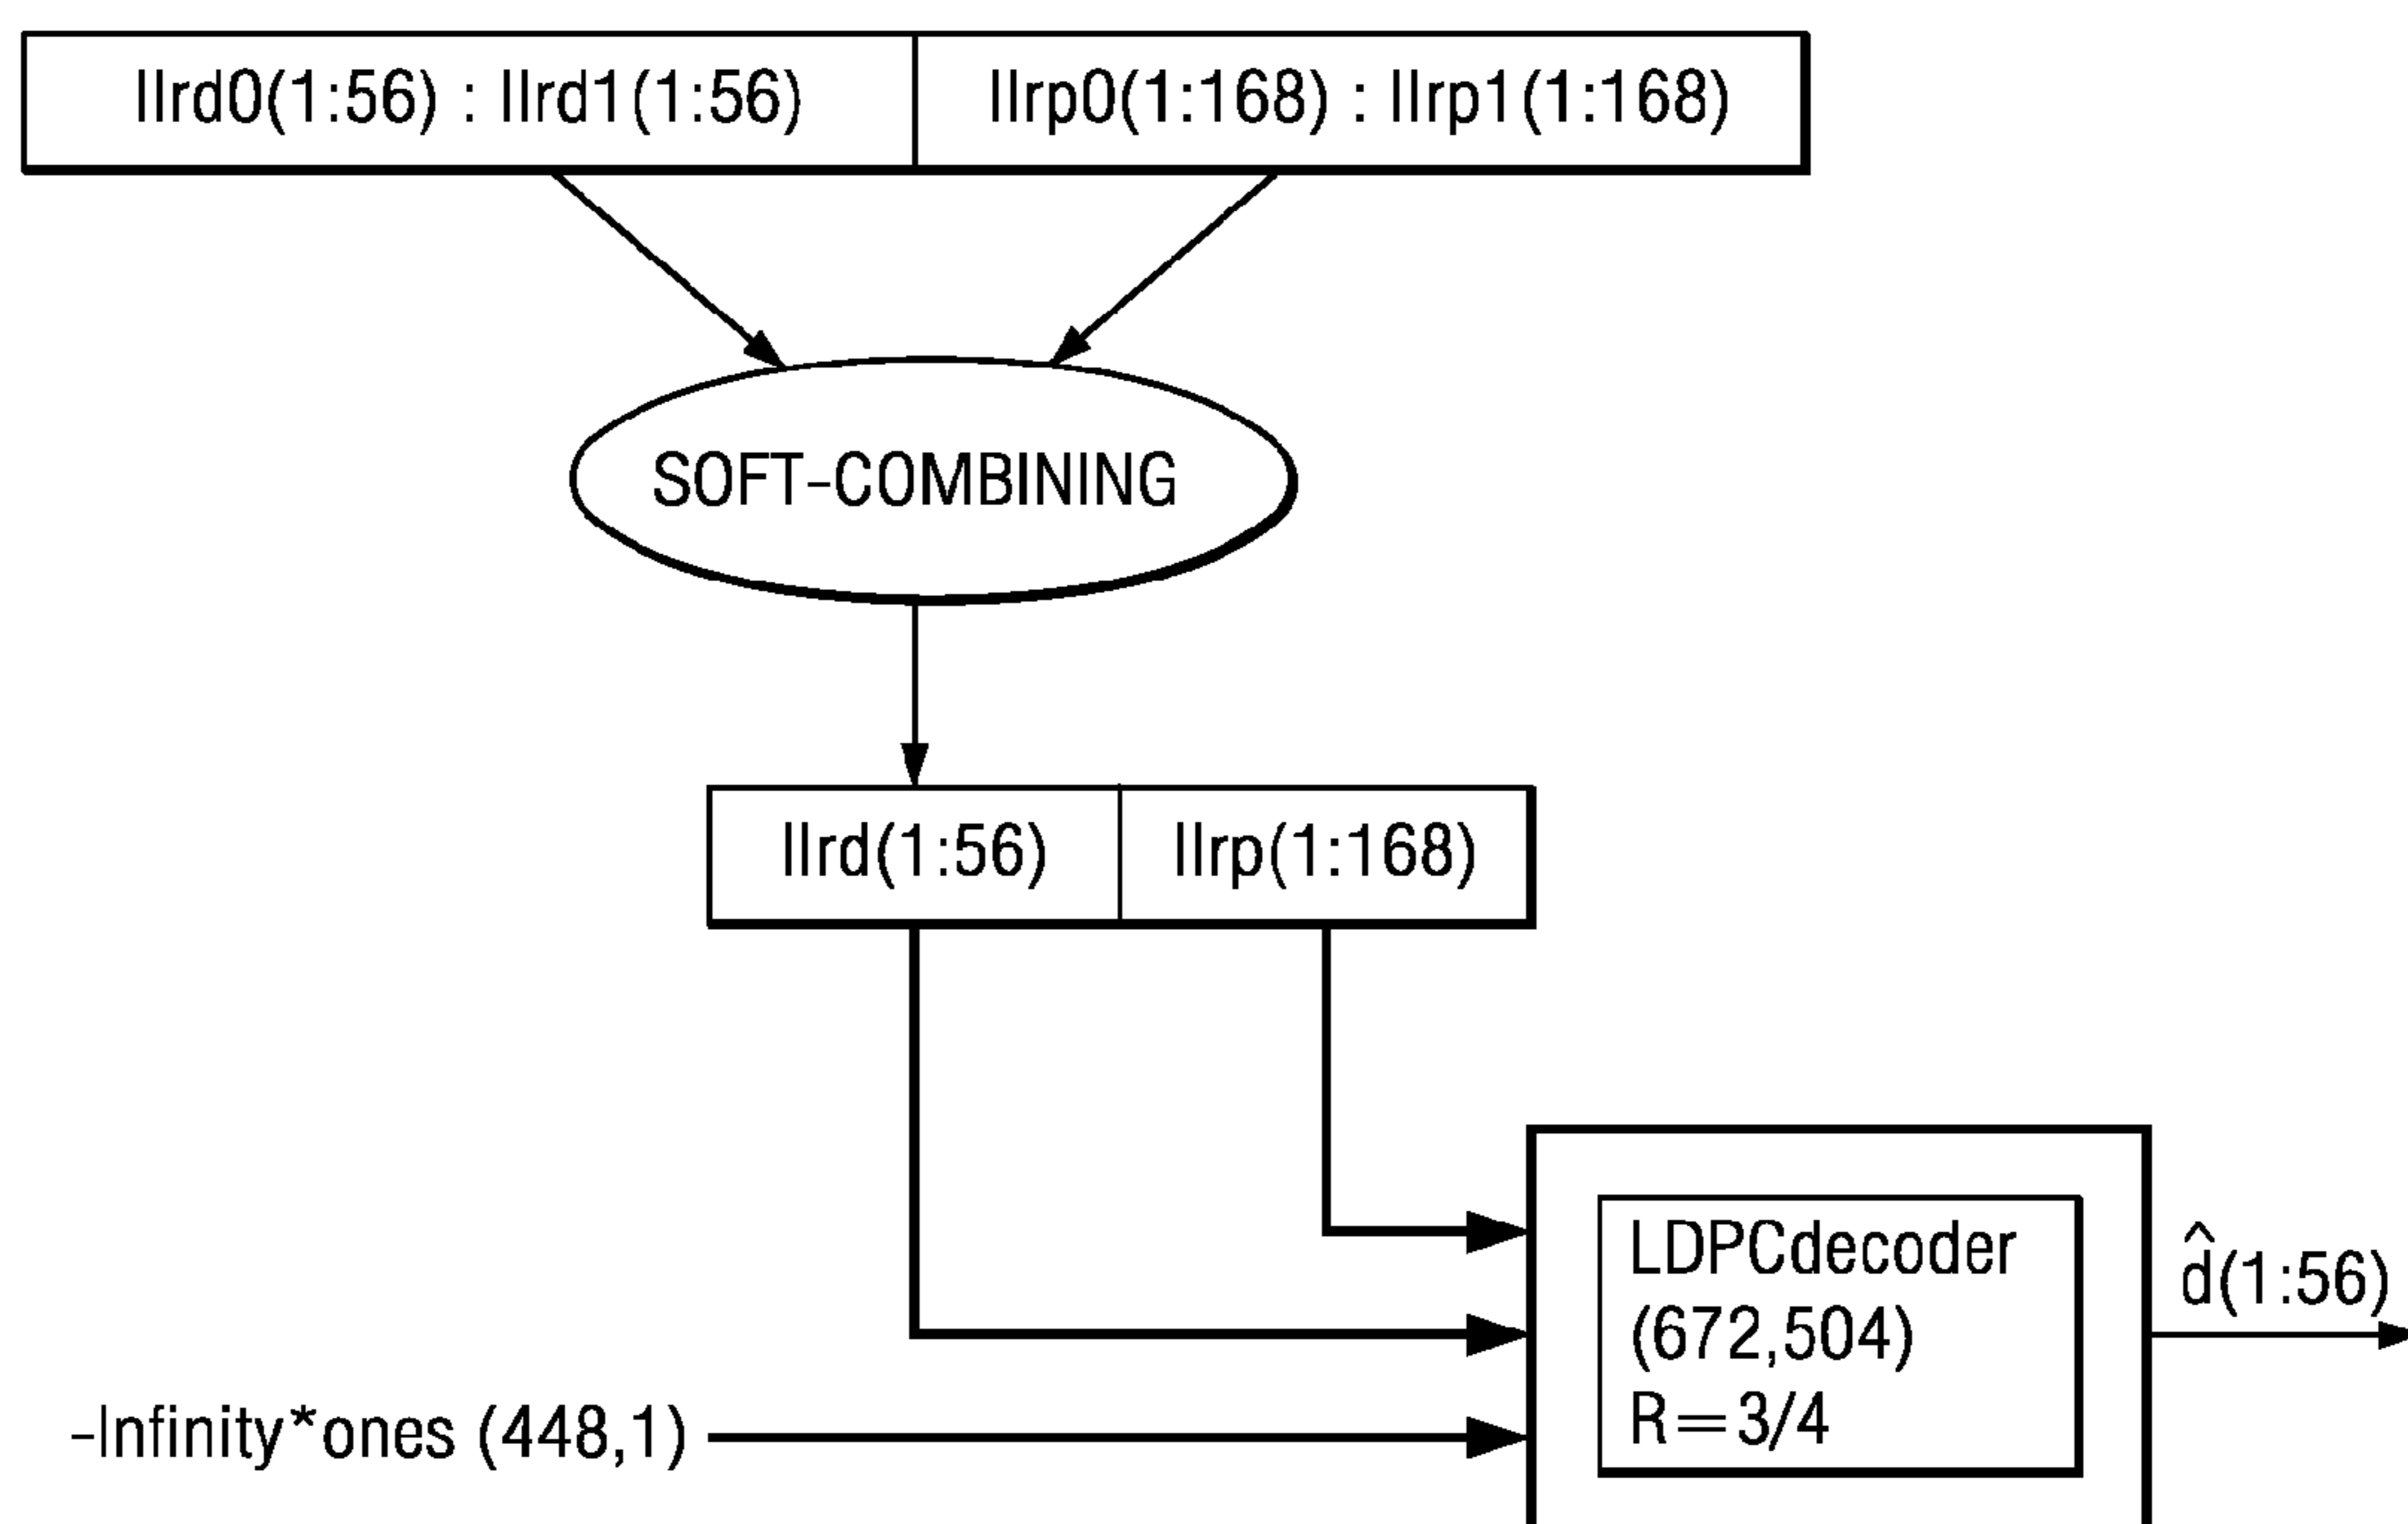 llrd0(1:56) : llrd1(1:56)
llrp0(1:168) : llrp1(1:168)
SOFT-COMBINING
llrd(1:56)
llrp(1:168)
LDPCdecoder
(672,504)
R=3/4
d̂(1:56)
-Infinity*ones (448,1)